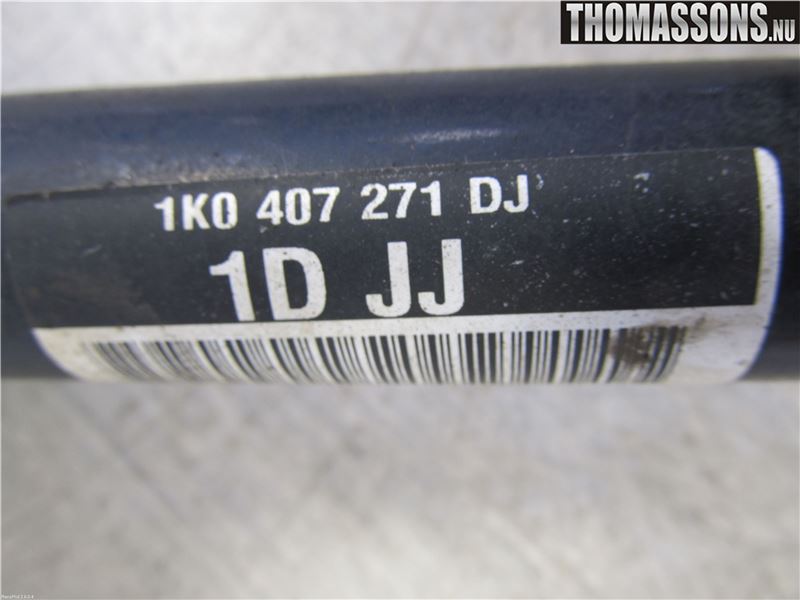 THOMASSONS.NU
1K0 407 271 DJ
1D JJ